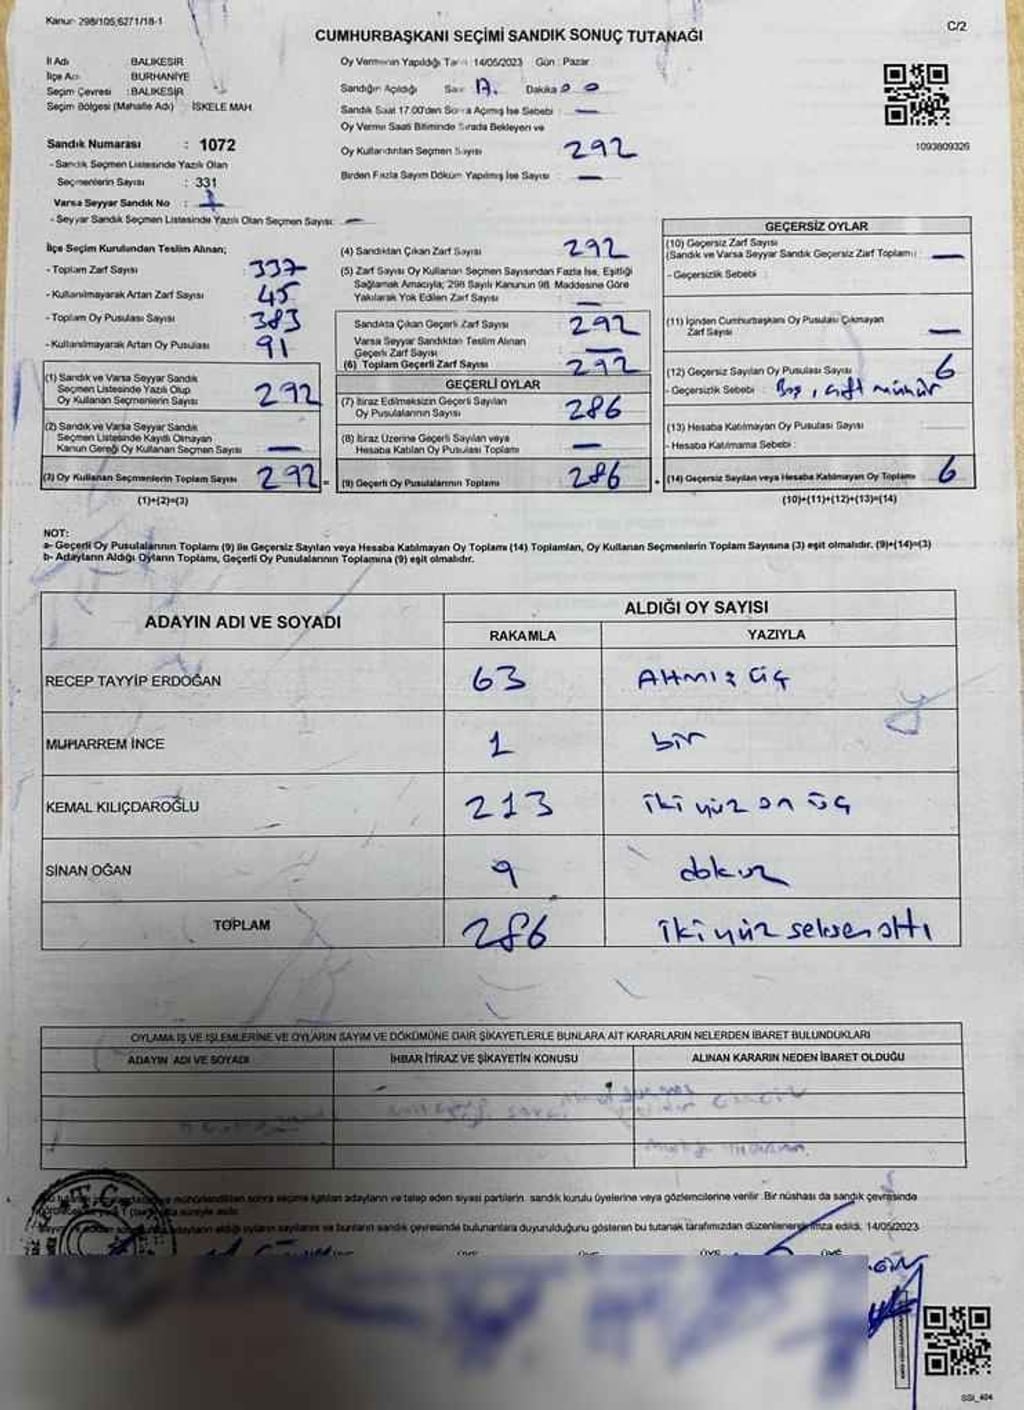 Kanun- 298/105;6271/18-1
C/2
CUMHURBAŞKANI SEÇİMİ SANDIK SONUÇ TUTANAĞI
İl Adı BALIKESİR
İlçe Adı BURHANİYE
Seçim Çevresi : BALIKESİR
Seçim Bölgesi (Mahalle Adı) : İSKELE MAH
Oy Vermenin Yapıldığı Tarih 14/05/2023 Gün : Pazar
Sandığın Açıldığı Saat 17. Dakika 00
Sandık Saat 17.00'den Sonra Açılmış İse Sebebi : —
Oy Verme Saati Bitiminde Sırada Bekleyen ve
Oy Kullandırılan Seçmen Sayısı 292
Birden Fazla Sayım Döküm Yapılmış İse Sayısı —
1093809326
Sandık Numarası : 1072
- Sandık Seçmen Listesinde Yazılı Olan
Seçmenlerin Sayısı : 331
Varsa Seyyar Sandık No :
- Seyyar Sandık Seçmen Listesinde Yazılı Olan Seçmen Sayısı: —
İlçe Seçim Kurulundan Teslim Alınan;
- Toplam Zarf Sayısı 337
- Kullanılmayarak Artan Zarf Sayısı 45
- Toplam Oy Pusulası Sayısı 383
- Kullanılmayarak Artan Oy Pusulası 91
(1) Sandık ve Varsa Seyyar Sandık
Seçmen Listesinde Yazılı Olup
Oy Kullanan Seçmenlerin Sayısı 292
(2) Sandık ve Varsa Seyyar Sandık
Seçmen Listesinde Kayıtlı Olmayan
Kanun Gereği Oy Kullanan Seçmen Sayısı —
(3) Oy Kullanan Seçmenlerin Toplam Sayısı 292 =
(1)+(2)=(3)
(4) Sandıktan Çıkan Zarf Sayısı 292
(5) Zarf Sayısı Oy Kullanan Seçmen Sayısından Fazla İse, Eşitliği
Sağlamak Amacıyla; 298 Sayılı Kanunun 98. Maddesine Göre
Yakılarak Yok Edilen Zarf Sayısı —
Sandıkta Çıkan Geçerli Zarf Sayısı 292
Varsa Seyyar Sandıktan Teslim Alınan
Geçerli Zarf Sayısı —
(6) Toplam Geçerli Zarf Sayısı 292
GEÇERLİ OYLAR
(7) İtiraz Edilmeksizin Geçerli Sayılan
Oy Pusulalarının Sayısı 286
(8) İtiraz Üzerine Geçerli Sayılan veya
Hesaba Katılan Oy Pusulası Toplamı —
(9) Geçerli Oy Pusulalarının Toplamı 286 +
GEÇERSİZ OYLAR
(10) Geçersiz Zarf Sayısı
(Sandık ve Varsa Seyyar Sandık Geçersiz Zarf Toplamı) —
- Geçersizlik Sebebi :
(11) İçinden Cumhurbaşkanı Oy Pusulası Çıkmayan
Zarf Sayısı —
(12) Geçersiz Sayılan Oy Pusulası Sayısı 6
- Geçersizlik Sebebi : Boş, çift mühür
(13) Hesaba Katılmayan Oy Pusulası Sayısı
- Hesaba Katılmama Sebebi :
(14) Geçersiz Sayılan veya Hesaba Katılmayan Oy Toplamı 6
(10)+(11)+(12)+(13)=(14)
NOT:
a- Geçerli Oy Pusulalarının Toplamı (9) ile Geçersiz Sayılan veya Hesaba Katılmayan Oy Toplamı (14) Toplamları, Oy Kullanan Seçmenlerin Toplam Sayısına (3) eşit olmalıdır. (9)+(14)=(3)
b- Adayların Aldığı Oyların Toplamı, Geçerli Oy Pusulalarının Toplamına (9) eşit olmalıdır.
ADAYIN ADI VE SOYADI
ALDIĞI OY SAYISI
RAKAMLA YAZIYLA
RECEP TAYYİP ERDOĞAN 63 Altmış üç
MUHARREM İNCE 1 bir
KEMAL KILIÇDAROĞLU 213 iki yüz on üç
SİNAN OĞAN 9 dokuz
TOPLAM 286 iki yüz seksen altı
OYLAMA İŞ VE İŞLEMLERİNE VE OYLARIN SAYIM VE DÖKÜMÜNE DAİR ŞİKAYETLERLE BUNLARA AİT KARARLARIN NELERDEN İBARET BULUNDUKLARI
ADAYIN ADI VE SOYADI İHBAR İTİRAZ VE ŞİKAYETİN KONUSU ALINAN KARARIN NEDEN İBARET OLDUĞU
mühürlendikten sonra seçime katılan adayların ve talep eden siyasi partilerin, sandık kurulu üyelerine veya gözlemcilerine verilir. Bir nüshası da sandık çevresinde
adayların aldığı oyların sayılarını ve bunların sandık çevresinde bulunanlara duyurulduğunu gösteren bu tutanak tarafımızdan düzenlenerek imza edildi. 14/05/2023
T.C.
ÜYE ÜYE ÜYE ÜYE
SSI_404